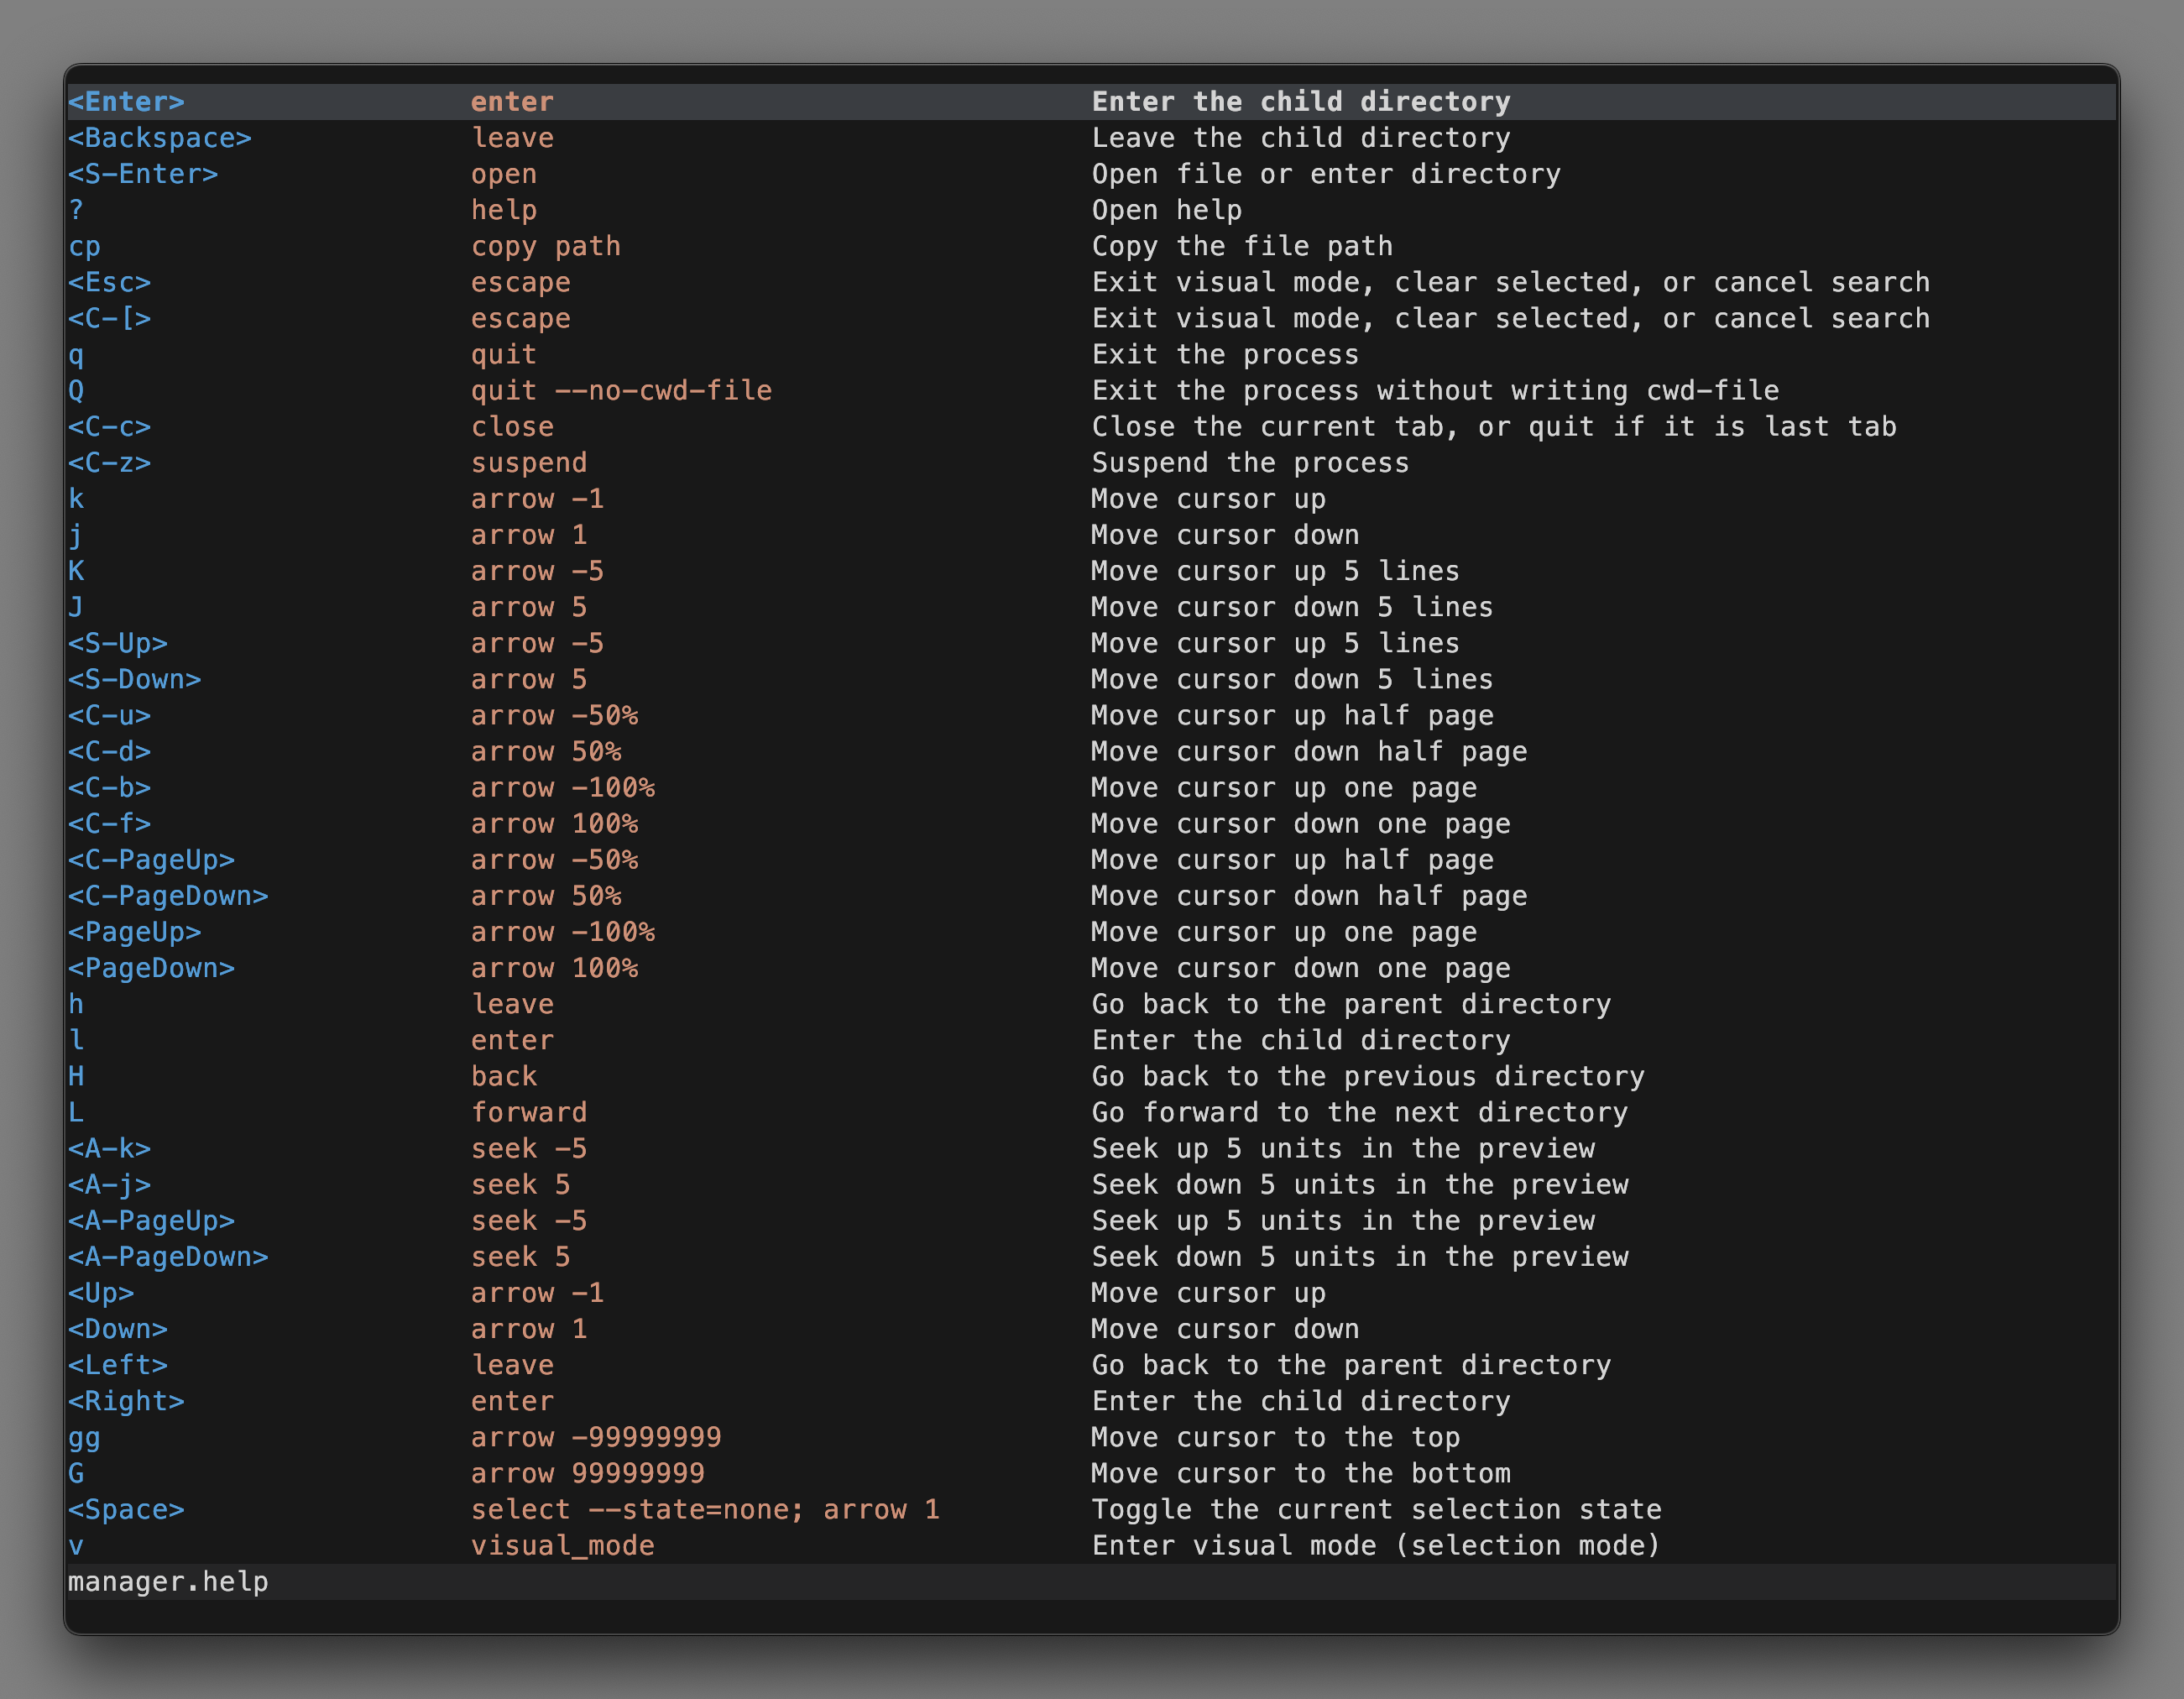 <Enter> enter Enter the child directory
<Backspace> leave Leave the child directory
<S-Enter> open Open file or enter directory
? help Open help
cp copy path Copy the file path
<Esc> escape Exit visual mode, clear selected, or cancel search
<C-[> escape Exit visual mode, clear selected, or cancel search
q quit Exit the process
Q quit --no-cwd-file Exit the process without writing cwd-file
<C-c> close Close the current tab, or quit if it is last tab
<C-z> suspend Suspend the process
k arrow -1 Move cursor up
j arrow 1 Move cursor down
K arrow -5 Move cursor up 5 lines
J arrow 5 Move cursor down 5 lines
<S-Up> arrow -5 Move cursor up 5 lines
<S-Down> arrow 5 Move cursor down 5 lines
<C-u> arrow -50% Move cursor up half page
<C-d> arrow 50% Move cursor down half page
<C-b> arrow -100% Move cursor up one page
<C-f> arrow 100% Move cursor down one page
<C-PageUp> arrow -50% Move cursor up half page
<C-PageDown> arrow 50% Move cursor down half page
<PageUp> arrow -100% Move cursor up one page
<PageDown> arrow 100% Move cursor down one page
h leave Go back to the parent directory
l enter Enter the child directory
H back Go back to the previous directory
L forward Go forward to the next directory
<A-k> seek -5 Seek up 5 units in the preview
<A-j> seek 5 Seek down 5 units in the preview
<A-PageUp> seek -5 Seek up 5 units in the preview
<A-PageDown> seek 5 Seek down 5 units in the preview
<Up> arrow -1 Move cursor up
<Down> arrow 1 Move cursor down
<Left> leave Go back to the parent directory
<Right> enter Enter the child directory
gg arrow -99999999 Move cursor to the top
G arrow 99999999 Move cursor to the bottom
<Space> select --state=none; arrow 1 Toggle the current selection state
v visual_mode Enter visual mode (selection mode)
manager.help